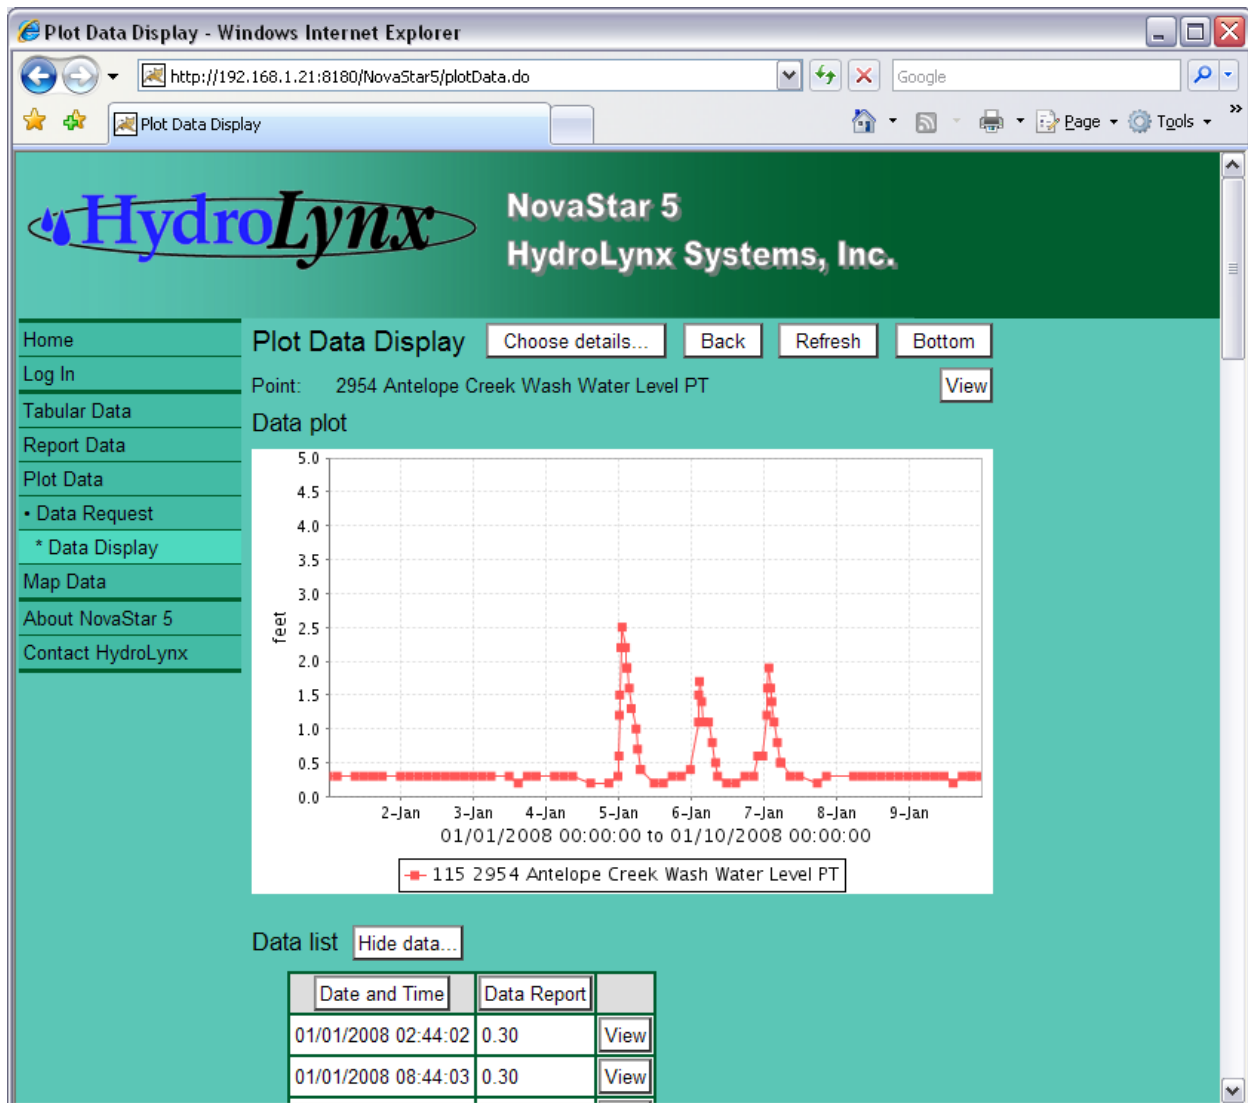 Plot Data Display - Windows Internet Explorer
http://192.168.1.21:8180/NovaStar5/plotData.do
Google
Plot Data Display
Page
Tools
HydroLynx
NovaStar 5
HydroLynx Systems, Inc.
Home
Log In
Tabular Data
Report Data
Plot Data
• Data Request
* Data Display
Map Data
About NovaStar 5
Contact HydroLynx
Plot Data Display Choose details... Back Refresh Bottom
Point: 2954 Antelope Creek Wash Water Level PT View
Data plot
5.0
4.5
4.0
3.5
3.0
2.5
2.0
1.5
1.0
0.5
0.0
feet
2-Jan 3-Jan 4-Jan 5-Jan 6-Jan 7-Jan 8-Jan 9-Jan
01/01/2008 00:00:00 to 01/10/2008 00:00:00
115 2954 Antelope Creek Wash Water Level PT
Data list Hide data...
Date and Time Data Report
01/01/2008 02:44:02 0.30 View
01/01/2008 08:44:03 0.30 View